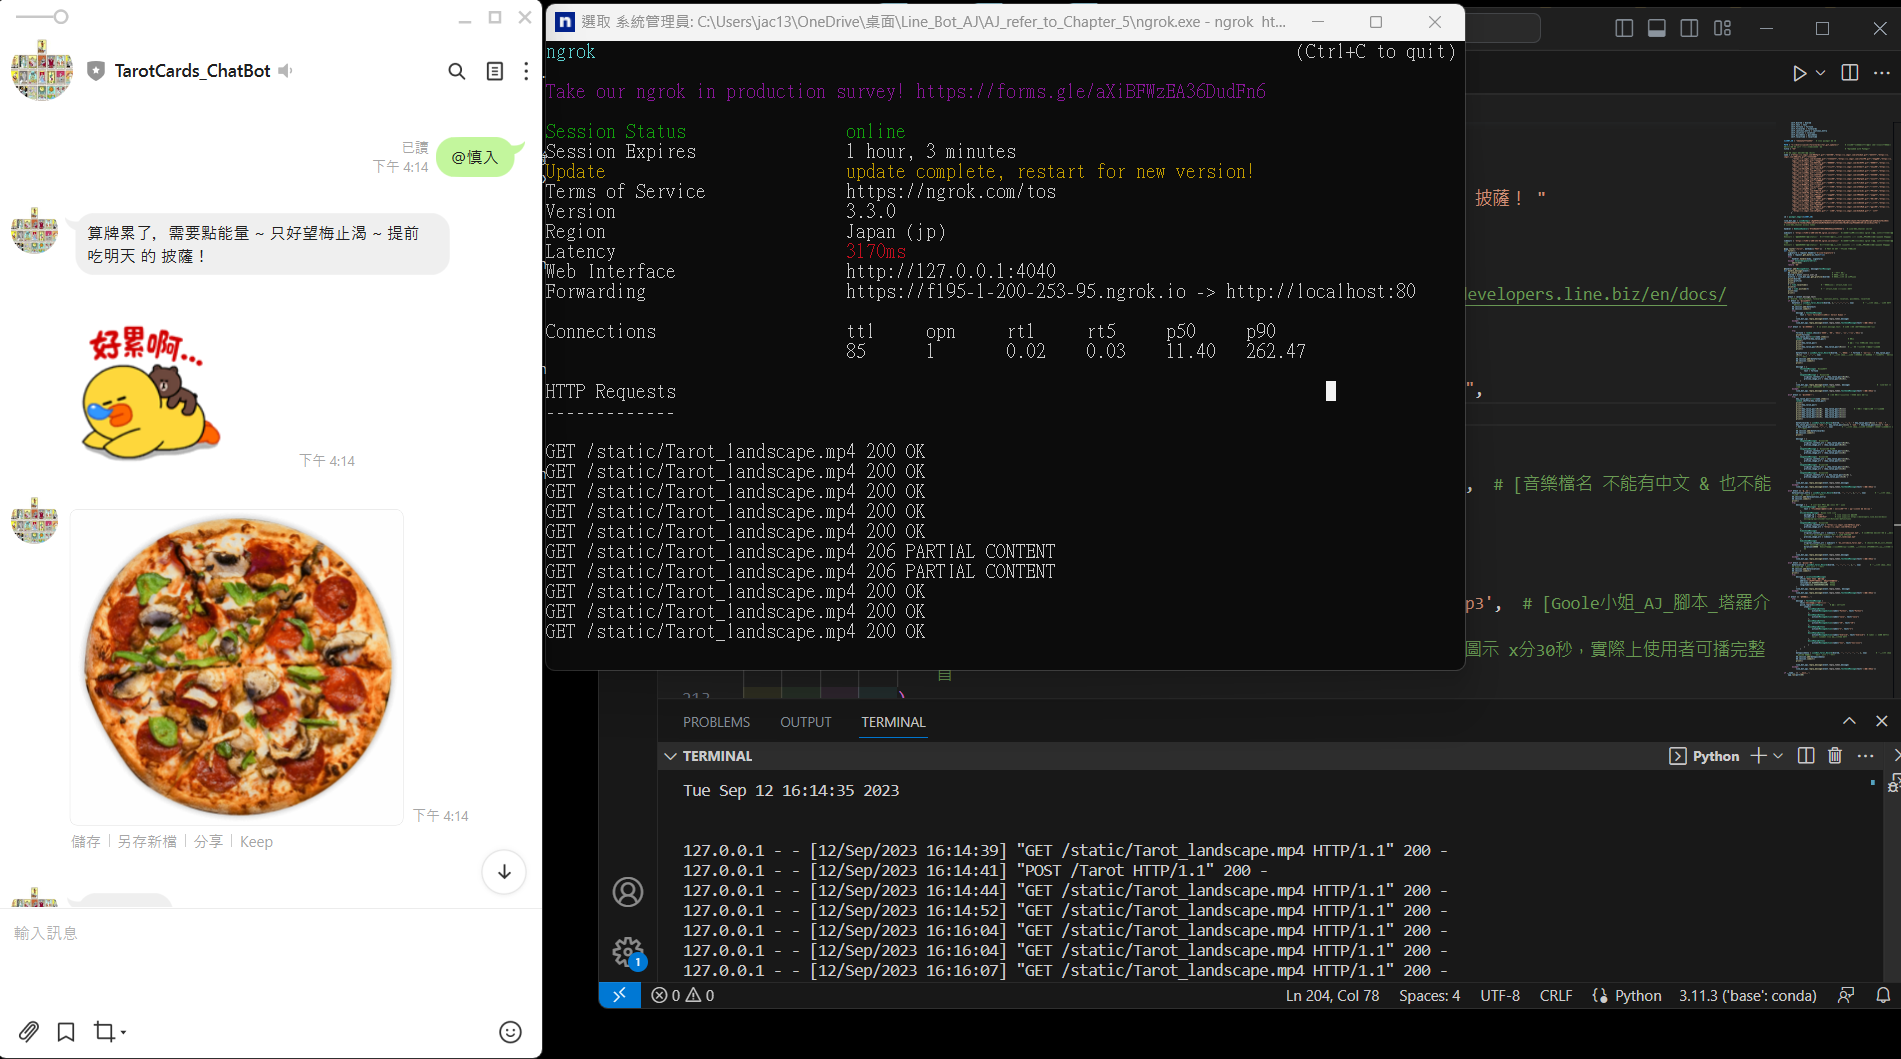 TarotCards_ChatBot
已讀
下午 4:14
@慎入
算牌累了，需要點能量 ~ 只好望梅止渴 ~ 提前
吃明天 的 披薩！
好累啊...
下午 4:14
下午 4:14
儲存 | 另存新檔 | 分享 | Keep
輸入訊息
選取 系統管理員: C:\Users\jac13\OneDrive\桌面\Line_Bot_AJ\AJ_refer_to_Chapter_5\ngrok.exe - ngrok ht...
ngrok (Ctrl+C to quit)
Take our ngrok in production survey! https://forms.gle/aXiBFWzEA36DudFn6
Session Status online
Session Expires 1 hour, 3 minutes
Update update complete, restart for new version!
Terms of Service https://ngrok.com/tos
Version 3.3.0
Region Japan (jp)
Latency 3170ms
Web Interface http://127.0.0.1:4040
Forwarding https://f195-1-200-253-95.ngrok.io -> http://localhost:80
Connections ttl opn rt1 rt5 p50 p90
85 1 0.02 0.03 11.40 262.47
HTTP Requests
-------------
GET /static/Tarot_landscape.mp4 200 OK
GET /static/Tarot_landscape.mp4 200 OK
GET /static/Tarot_landscape.mp4 200 OK
GET /static/Tarot_landscape.mp4 200 OK
GET /static/Tarot_landscape.mp4 200 OK
GET /static/Tarot_landscape.mp4 206 PARTIAL CONTENT
GET /static/Tarot_landscape.mp4 206 PARTIAL CONTENT
GET /static/Tarot_landscape.mp4 200 OK
GET /static/Tarot_landscape.mp4 200 OK
GET /static/Tarot_landscape.mp4 200 OK
披薩！ "
developers.line.biz/en/docs/
",
, # [音樂檔名 不能有中文 & 也不能
p3', # [Goole小姐_AJ_腳本_塔羅介
圖示 x分30秒，實際上使用者可播完整
PROBLEMS OUTPUT TERMINAL
TERMINAL
Python
Tue Sep 12 16:14:35 2023
127.0.0.1 - - [12/Sep/2023 16:14:39] "GET /static/Tarot_landscape.mp4 HTTP/1.1" 200 -
127.0.0.1 - - [12/Sep/2023 16:14:41] "POST /Tarot HTTP/1.1" 200 -
127.0.0.1 - - [12/Sep/2023 16:14:44] "GET /static/Tarot_landscape.mp4 HTTP/1.1" 200 -
127.0.0.1 - - [12/Sep/2023 16:14:52] "GET /static/Tarot_landscape.mp4 HTTP/1.1" 200 -
127.0.0.1 - - [12/Sep/2023 16:16:04] "GET /static/Tarot_landscape.mp4 HTTP/1.1" 200 -
127.0.0.1 - - [12/Sep/2023 16:16:04] "GET /static/Tarot_landscape.mp4 HTTP/1.1" 200 -
127.0.0.1 - - [12/Sep/2023 16:16:07] "GET /static/Tarot_landscape.mp4 HTTP/1.1" 200 -
1
0 0 Ln 204, Col 78 Spaces: 4 UTF-8 CRLF Python 3.11.3 ('base': conda)